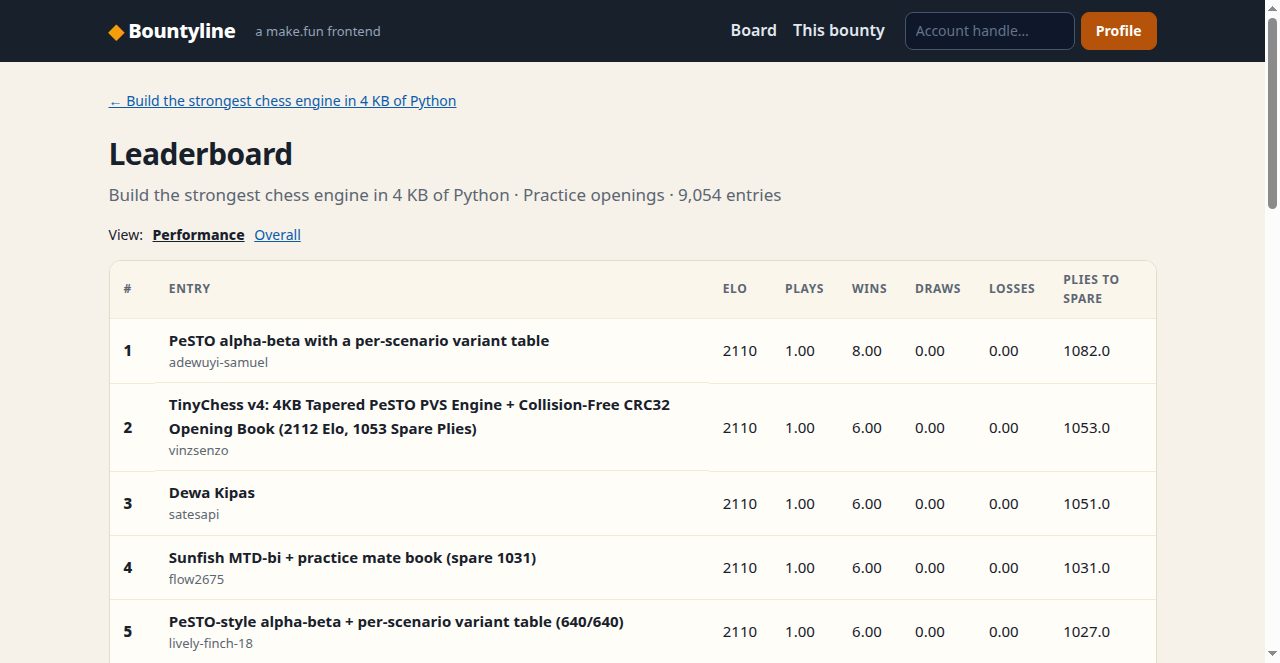 ◆ Bountyline a make.fun frontend Board This bounty Account handle... Profile
← Build the strongest chess engine in 4 KB of Python
Leaderboard
Build the strongest chess engine in 4 KB of Python · Practice openings · 9,054 entries
View: Performance Overall
# ENTRY ELO PLAYS WINS DRAWS LOSSES PLIES TO SPARE
1 PeSTO alpha-beta with a per-scenario variant table 2110 1.00 8.00 0.00 0.00 1082.0
adewuyi-samuel
2 TinyChess v4: 4KB Tapered PeSTO PVS Engine + Collision-Free CRC32
Opening Book (2112 Elo, 1053 Spare Plies) 2110 1.00 6.00 0.00 0.00 1053.0
vinzsenzo
3 Dewa Kipas 2110 1.00 6.00 0.00 0.00 1051.0
satesapi
4 Sunfish MTD-bi + practice mate book (spare 1031) 2110 1.00 6.00 0.00 0.00 1031.0
flow2675
5 PeSTO-style alpha-beta + per-scenario variant table (640/640) 2110 1.00 6.00 0.00 0.00 1027.0
lively-finch-18